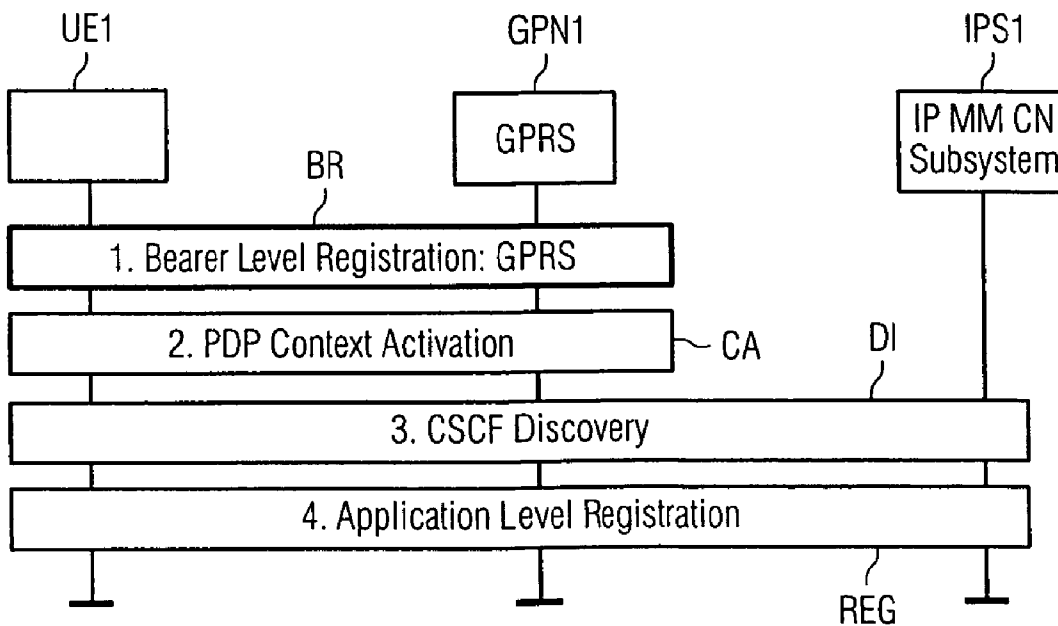 UE1
GPN1
IPS1
GPRS
IP MM CN
Subsystem
BR
1. Bearer Level Registration: GPRS
2. PDP Context Activation
CA
DI
3. CSCF Discovery
4. Application Level Registration
REG